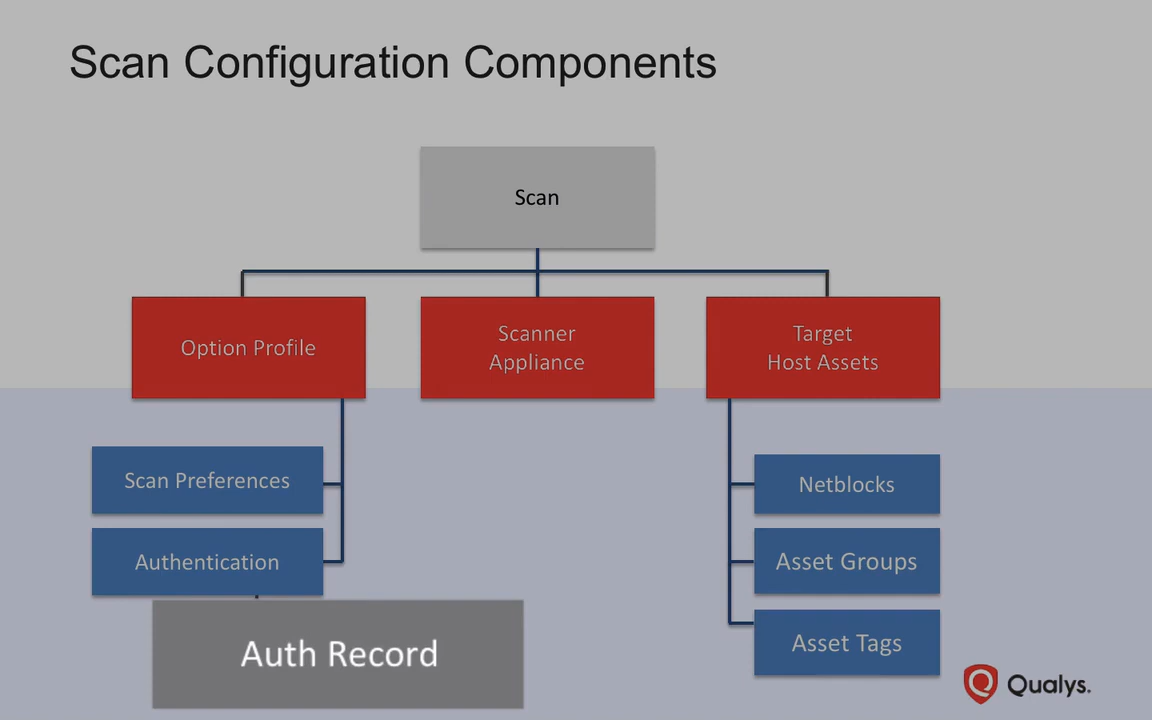 Scan Configuration Components
Scan
Option Profile
Scanner
Appliance
Target
Host Assets
Scan Preferences
Authentication
Auth Record
Netblocks
Asset Groups
Asset Tags
Qualys.